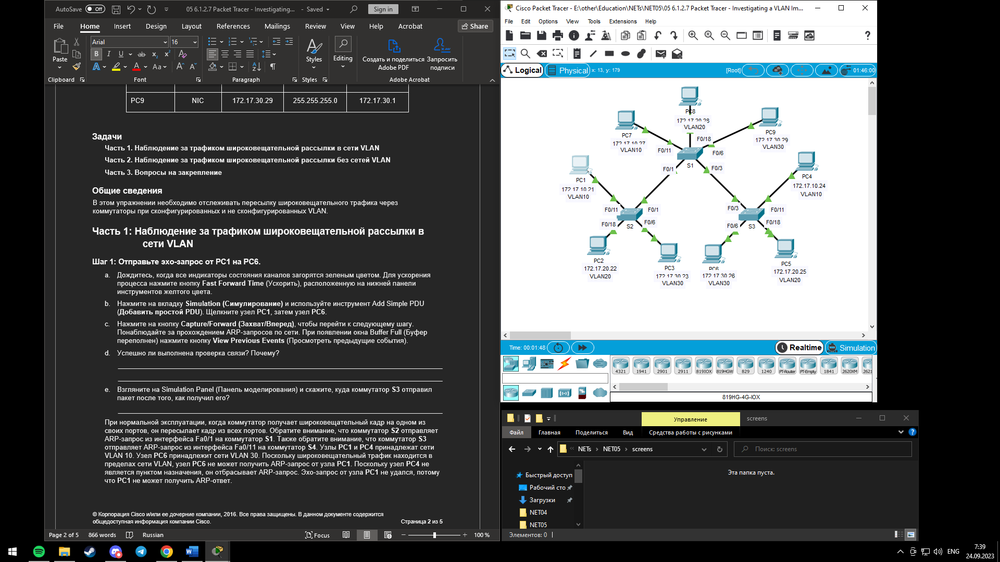 AutoSave Off 05 6.1.2.7 Packet Tracer - Investigating... - Saved Sign in
File Home Insert Design Layout References Mailings Review View Help Acrobat Share
Arial 16
Paste
Styles
Editing
Создать и поделиться Adobe PDF
Запросить подписи
Clipboard Font Paragraph Styles Adobe Acrobat
PC9 NIC 172.17.30.29 255.255.255.0 172.17.30.1
Задачи
Часть 1. Наблюдение за трафиком широковещательной рассылки в сети VLAN
Часть 2. Наблюдение за трафиком широковещательной рассылки без сетей VLAN
Часть 3. Вопросы на закрепление
Общие сведения
В этом упражнении необходимо отслеживать пересылку широковещательного трафика через
коммутаторы при сконфигурированных и не сконфигурированных VLAN.
Часть 1: Наблюдение за трафиком широковещательной рассылки в
сети VLAN
Шаг 1: Отправьте эхо-запрос от PC1 на PC6.
a. Дождитесь, когда все индикаторы состояния каналов загорятся зеленым цветом. Для ускорения
процесса нажмите кнопку Fast Forward Time (Ускорить), расположенную на нижней панели
инструментов желтого цвета.
b. Нажмите на вкладку Simulation (Симулирование) и используйте инструмент Add Simple PDU
(Добавить простой PDU). Щелкните узел PC1, затем узел PC6.
c. Нажмите на кнопку Capture/Forward (Захват/Вперед), чтобы перейти к следующему шагу.
Понаблюдайте за прохождением ARP-запросов по сети. При появлении окна Buffer Full (Буфер
переполнен) нажмите кнопку View Previous Events (Просмотреть предыдущие события).
d. Успешно ли выполнена проверка связи? Почему?
e. Взгляните на Simulation Panel (Панель моделирования) и скажите, куда коммутатор S3 отправил
пакет после того, как получил его?
При нормальной эксплуатации, когда коммутатор получает широковещательный кадр на одном из
своих портов, он пересылает кадр из всех портов. Обратите внимание, что коммутатор S2 отправляет
ARP-запрос из интерфейса Fa0/1 на коммутатор S1. Также обратите внимание, что коммутатор S3
отправляет ARP-запрос из интерфейса Fa0/11 на коммутатор S4. Узлы PC1 и PC4 принадлежат сети
VLAN 10. Узел PC6 принадлежит сети VLAN 30. Поскольку широковещательный трафик находится в
пределах сети VLAN, узел PC6 не может получить ARP-запрос от узла PC1. Поскольку узел PC4 не
является пунктом назначения, он отбрасывает ARP-запрос. Эхо-запрос от узла PC1 не удался, потому
что PC1 не может получить ARP-ответ.
© Корпорация Cisco и/или ее дочерние компании, 2016. Все права защищены. В данном документе содержится
общедоступная информация компании Cisco. Страница 2 из 5
Page 2 of 5 866 words Russian Focus 100 %
Cisco Packet Tracer - E:\other\Education\NETs\NET05\05 6.1.2.7 Packet Tracer - Investigating a VLAN Im...
File Edit Options View Tools Extensions Help
Logical Physical x: 13, y: 179 [Root] 01:46:00
PC8
172.17.20.28
VLAN20
PC7
172.17.10.27
VLAN10
PC9
172.17.30.29
VLAN30
F0/18
F0/11
F0/6
S1
F0/1
F0/3
PC1
172.17.10.21
VLAN10
PC4
172.17.10.24
VLAN10
F0/11
F0/1
F0/3
F0/11
F0/18
S2
F0/6
F0/6
S3
F0/18
PC2
172.17.20.22
VLAN20
PC3
172.17.30.23
VLAN30
PC6
172.17.30.26
VLAN30
PC5
172.17.20.25
VLAN20
Time: 00:01:48 Realtime Simulation
4321 1941 2901 2911 819IOX 819HGW 829 1240 PT-Router PT-Empty 1841 2620XM 2621
819HG-4G-IOX
Управление screens
Файл Главная Поделиться Вид Средства работы с рисунками
NETs NET05 screens Поиск: screens
Быстрый доступ
Рабочий сто
Загрузки
NET04
NET05
Эта папка пуста.
Элементов: 0
ENG 7:39
24.09.2023